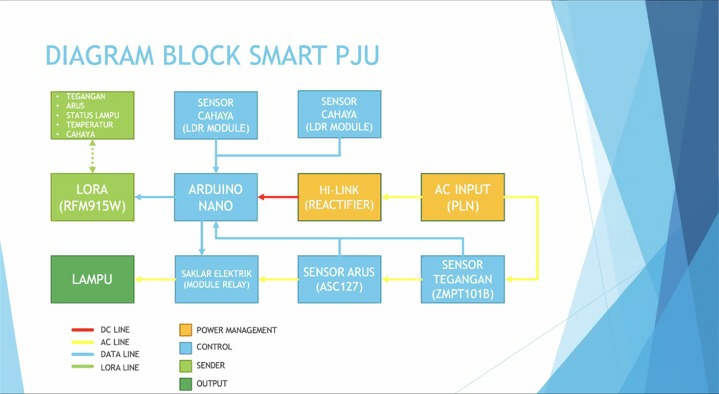 DIAGRAM BLOCK SMART PJU
• TEGANGAN
• ARUS
• STATUS LAMPU
• TEMPERATUR
• CAHAYA
SENSOR
CAHAYA
(LDR MODULE)
SENSOR
CAHAYA
(LDR MODULE)
LORA
(RFM915W)
ARDUINO
NANO
HI-LINK
(REACTIFIER)
AC INPUT
(PLN)
LAMPU
SAKLAR ELEKTRIK
(MODULE RELAY)
SENSOR ARUS
(ASC127)
SENSOR
TEGANGAN
(ZMPT101B)
DC LINE
AC LINE
DATA LINE
LORA LINE
POWER MANAGEMENT
CONTROL
SENDER
OUTPUT